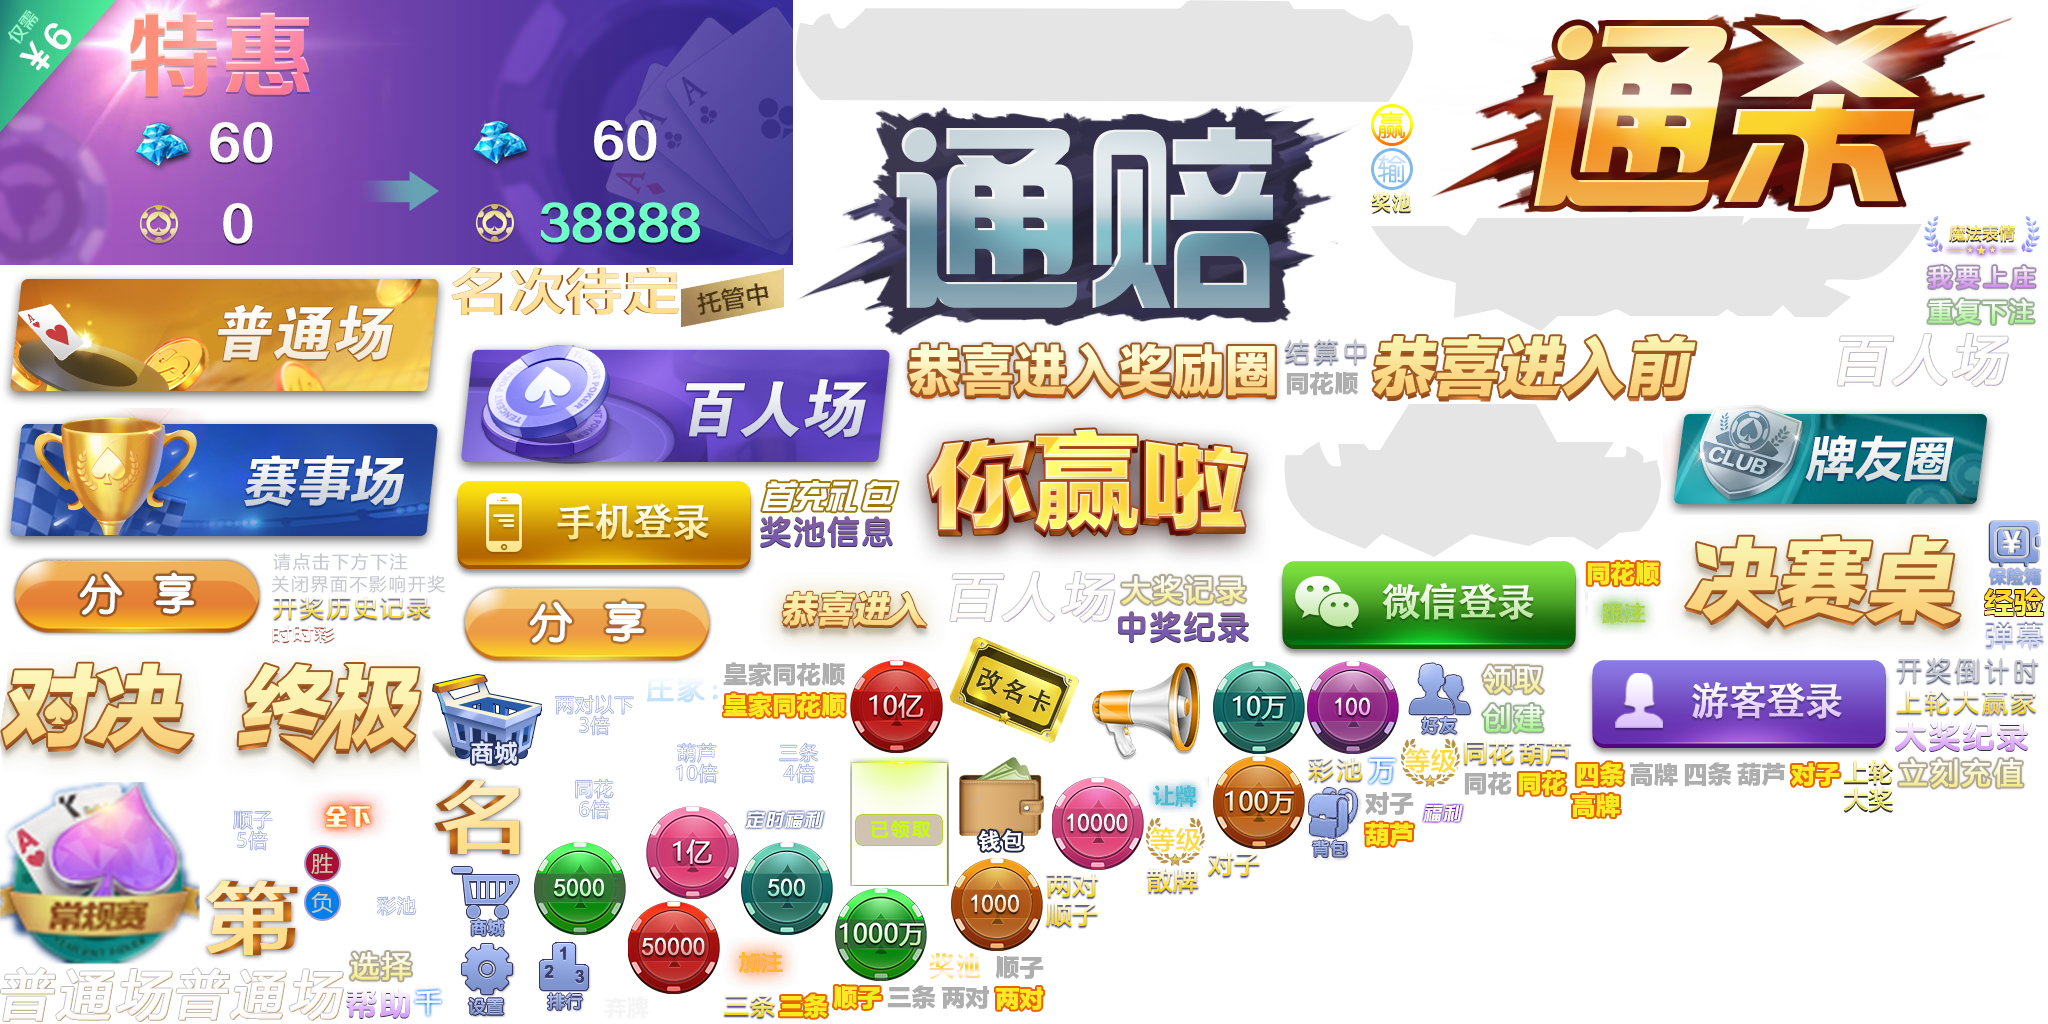 仅需
¥6
特惠
60
60
0
38888
通赔
赢
输
奖池
通杀
魔法表情
我要上庄
重复下注
普通场
名次待定
托管中
百人场
恭喜进入奖励圈
结算中
同花顺
恭喜进入前
百人场
赛事场
手机登录
首充礼包
奖池信息
你赢啦
CLUB
牌友圈
分享
请点击下方下注
关闭界面不影响开奖
开奖历史记录
时时彩
分享
恭喜进入
百人场
大奖记录
中奖纪录
微信登录
同花顺
跟注
决赛桌
保险箱
经验
弹幕
对决
终极
商城
两对以下
3倍
庄家:
皇家同花顺
皇家同花顺
10亿
改名卡
10万
100
好友
领取
创建
游客登录
开奖倒计时
上轮大赢家
大奖纪录
立刻充值
葫芦
10倍
三条
4倍
同花
6倍
顺子
5倍
全下
名
定时福利
已领取
钱包
10000
让牌
等级
散牌
100万
对子
彩池
万
等级
同花
葫芦
同花
同花
四条
高牌
高牌
四条
葫芦
对子
上轮
大奖
背包
对子
葫芦
福利
常规赛
第
胜
负
彩池
商城
5000
1亿
500
1000万
1000
两对
顺子
50000
加注
奖池
顺子
普通场
普通场
选择
帮助
千
设置
1
2
3
排行
弃牌
三条
三条
顺子
三条
两对
两对